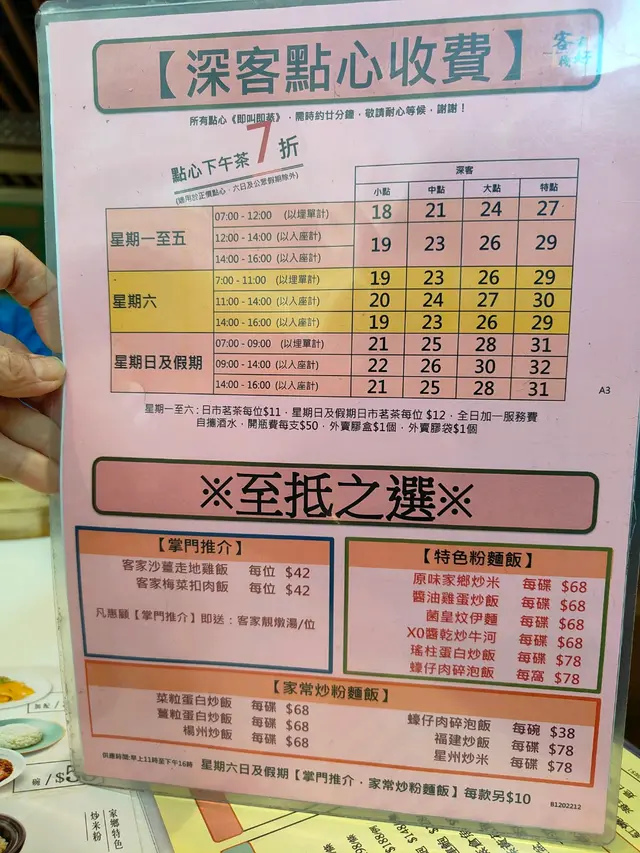 【深客點心收費】
所有點心《即叫即蒸》，需時約廿分鐘，敬請耐心等候，謝謝！
點心下午茶7折
(適用於正價點心，六日及公眾假期除外)
深客
小點 中點 大點 特點
星期一至五
07:00 - 12:00 (以埋單計) 18 21 24 27
12:00 - 14:00 (以入座計) 19 23 26 29
14:00 - 16:00 (以入座計)
星期六
7:00 - 11:00 (以埋單計) 19 23 26 29
11:00 - 14:00 (以入座計) 20 24 27 30
14:00 - 16:00 (以入座計) 19 23 26 29
星期日及假期
07:00 - 09:00 (以埋單計) 21 25 28 31
09:00 - 14:00 (以入座計) 22 26 30 32
14:00 - 16:00 (以入座計) 21 25 28 31
A3
星期一至六：日市茗茶每位$11，星期日及假期日市茗茶每位 $12，全日加一服務費
自攜酒水，開瓶費每支$50，外賣膠盒$1個，外賣膠袋$1個
※至抵之選※
【掌門推介】
客家沙薑走地雞飯 每位 $42
客家梅菜扣肉飯 每位 $42
凡惠顧【掌門推介】即送：客家靚燉湯/位
【特色粉麵飯】
原味家鄉炒米 每碟 $68
醬油雞蛋炒飯 每碟 $68
菌皇炆伊麵 每碟 $68
XO醬乾炒牛河 每碟 $68
瑤柱蛋白炒飯 每碟 $78
蠔仔肉碎泡飯 每窩 $78
【家常炒粉麵飯】
菜粒蛋白炒飯 每碟 $68
薑粒蛋白炒飯 每碟 $68
楊州炒飯 每碟 $68
蠔仔肉碎泡飯 每碗 $38
福建炒飯 每碟 $78
星州炒米 每碟 $78
供應時間:早上11時至下午16時 星期六日及假期【掌門推介，家常炒粉麵飯】每款另$10
B1202212
家鄉特色
炒米粉